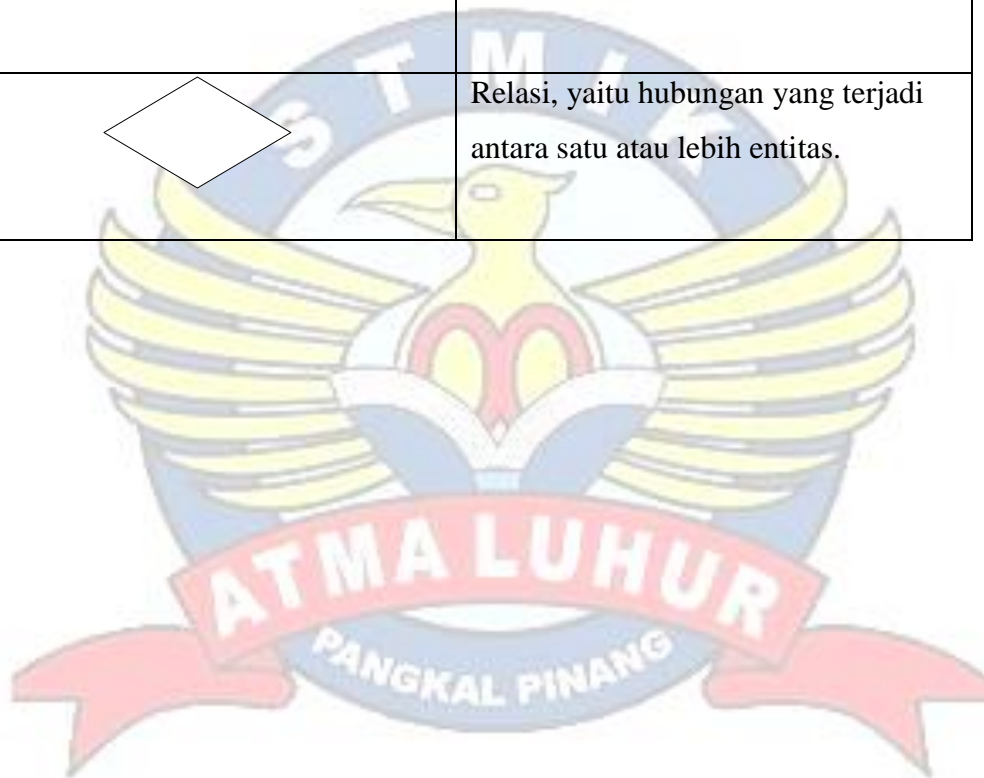 STMIK
Relasi, yaitu hubungan yang terjadi
antara satu atau lebih entitas.
ATMA LUHUR
PANGKAL PINANG